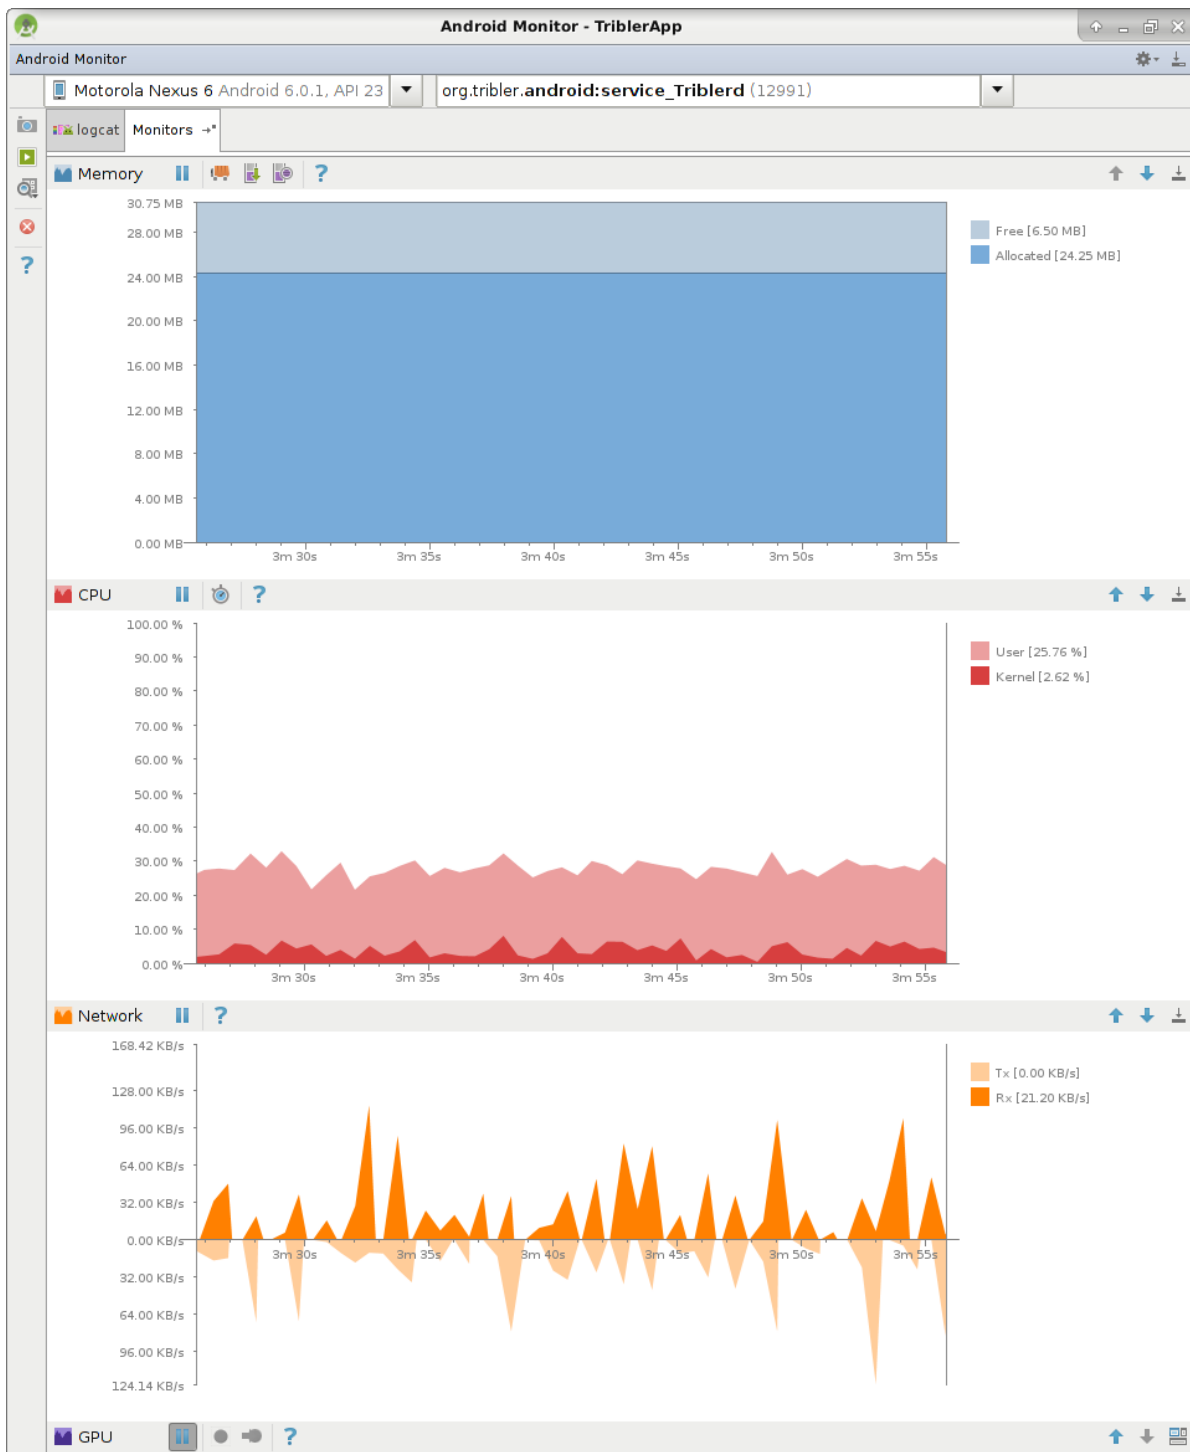 Android Monitor - TriblerApp
Android Monitor
Motorola Nexus 6 Android 6.0.1, API 23
org.tribler.android:service_Triblerd (12991)
logcat
Monitors
Memory
?
30.75 MB
28.00 MB
24.00 MB
20.00 MB
16.00 MB
12.00 MB
8.00 MB
4.00 MB
0.00 MB
3m 30s 3m 35s 3m 40s 3m 45s 3m 50s 3m 55s
Free [6.50 MB]
Allocated [24.25 MB]
?
CPU
?
100.00 %
90.00 %
80.00 %
70.00 %
60.00 %
50.00 %
40.00 %
30.00 %
20.00 %
10.00 %
0.00 %
3m 30s 3m 35s 3m 40s 3m 45s 3m 50s 3m 55s
User [25.76 %]
Kernel [2.62 %]
Network
?
168.42 KB/s
128.00 KB/s
96.00 KB/s
64.00 KB/s
32.00 KB/s
0.00 KB/s
32.00 KB/s
64.00 KB/s
96.00 KB/s
124.14 KB/s
3m 30s 3m 35s 3m 40s 3m 45s 3m 50s 3m 55s
Tx [0.00 KB/s]
Rx [21.20 KB/s]
GPU
?